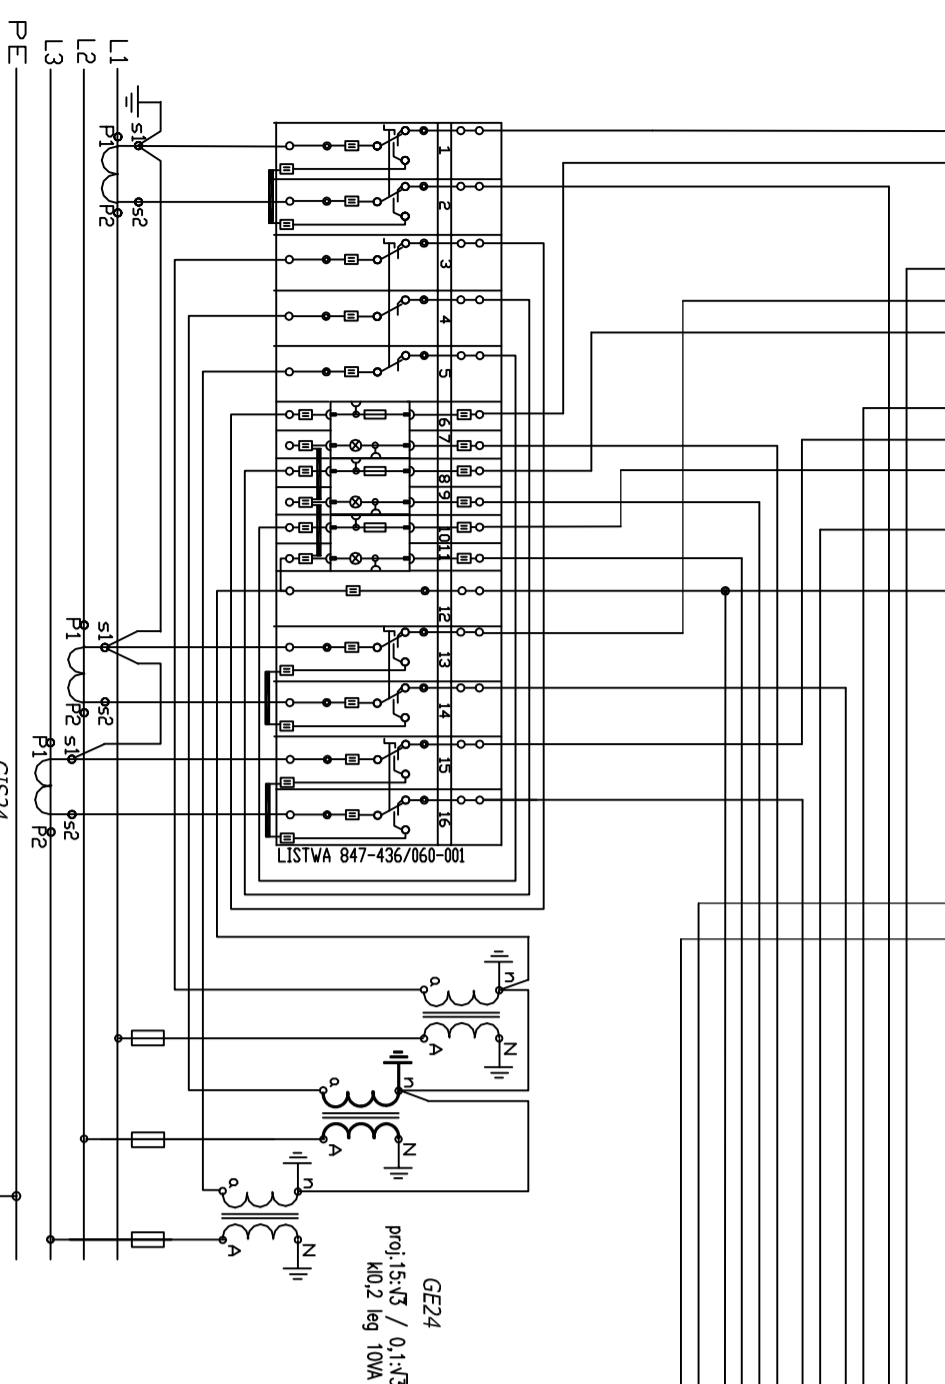 PE
L3
L2
L1
s1
P1
P2
s2
1
2
3
4
5
6
7
8
9
10
11
12
13
14
15
16
P1
s1
P2
s2
P1
s1
P2
s2
LISTWA 847-436/060-001
n
a
A
N
n
a
A
N
n
a
A
N
GE24
proj.15:√3 / 0,1:√3
kl0,2 leg 10VA